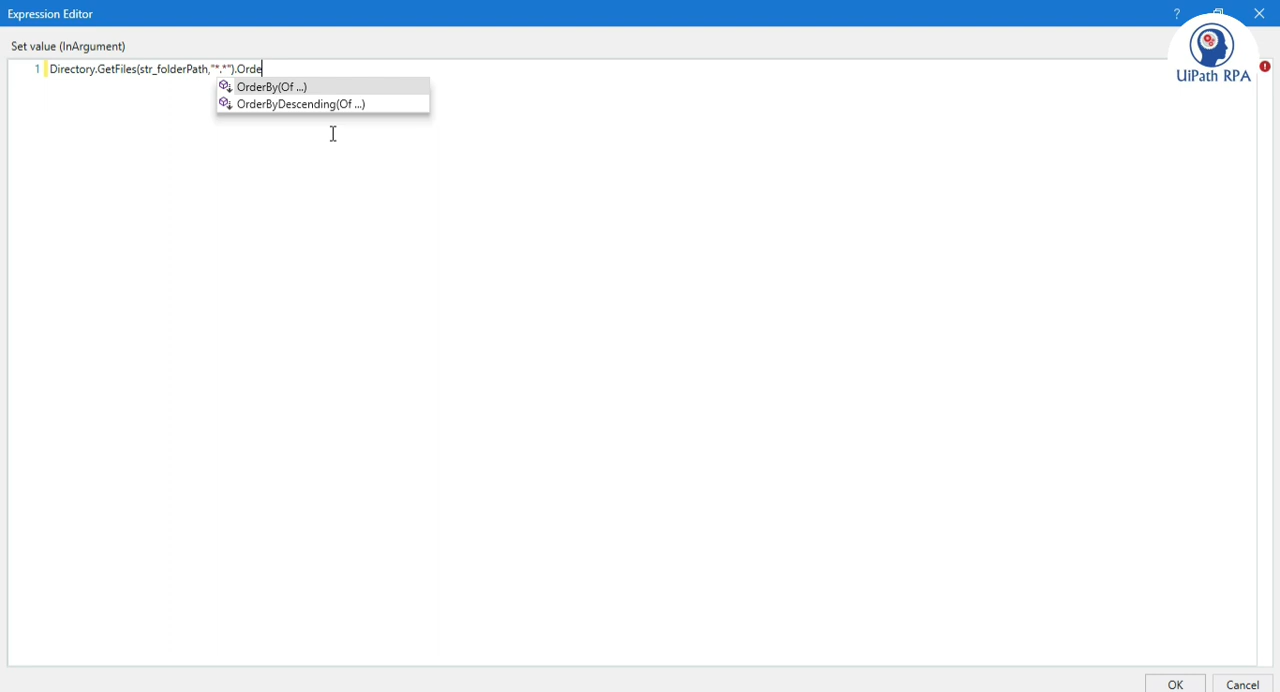 Expression Editor
?
Set value (InArgument)
UiPath RPA
1 Directory.GetFiles(str_folderPath,"*.*").Orde
OrderBy(Of ...)
OrderByDescending(Of ...)
OK
Cancel